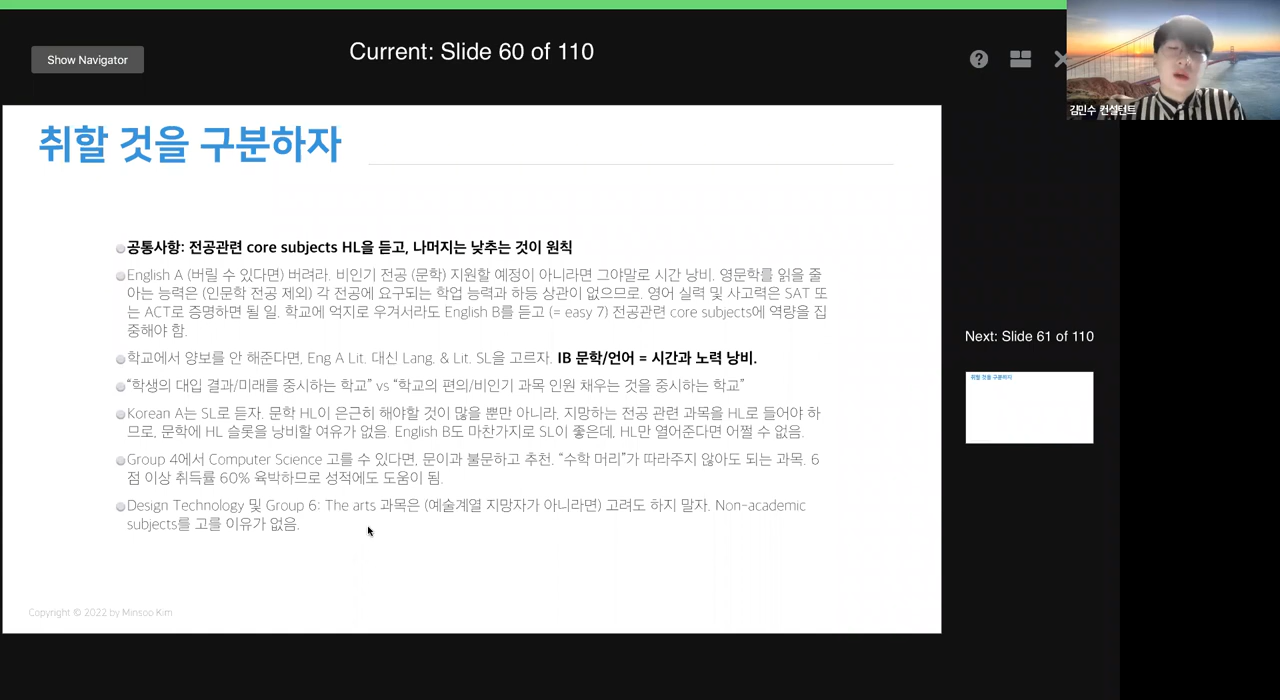 Show Navigator
Current: Slide 60 of 110
김민수 컨설턴트
취할 것을 구분하자
공통사항: 전공관련 core subjects HL을 듣고, 나머지는 낮추는 것이 원칙
English A (버릴 수 있다면) 버려라. 비인기 전공 (문학) 지원할 예정이 아니라면 그야말로 시간 낭비. 영문학를 읽을 줄
아는 능력은 (인문학 전공 제외) 각 전공에 요구되는 학업 능력과 하등 상관이 없으므로. 영어 실력 및 사고력은 SAT 또
는 ACT로 증명하면 될 일. 학교에 억지로 우겨서라도 English B를 듣고 (= easy 7) 전공관련 core subjects에 역량을 집
중해야 함.
학교에서 양보를 안 해준다면, Eng A Lit. 대신 Lang. & Lit. SL을 고르자. IB 문학/언어 = 시간과 노력 낭비.
“학생의 대입 결과/미래를 중시하는 학교” vs “학교의 편의/비인기 과목 인원 채우는 것을 중시하는 학교”
Korean A는 SL로 듣자. 문학 HL이 은근히 해야할 것이 많을 뿐만 아니라, 지망하는 전공 관련 과목을 HL로 들어야 하
므로, 문학에 HL 슬롯을 낭비할 여유가 없음. English B도 마찬가지로 SL이 좋은데, HL만 열어준다면 어쩔 수 없음.
Group 4에서 Computer Science 고를 수 있다면, 문이과 불문하고 추천. “수학 머리”가 따라주지 않아도 되는 과목. 6
점 이상 취득률 60% 육박하므로 성적에도 도움이 됨.
Design Technology 및 Group 6: The arts 과목은 (예술계열 지망자가 아니라면) 고려도 하지 말자. Non-academic
subjects를 고를 이유가 없음.
Copyright © 2022 by Minsoo Kim
Next: Slide 61 of 110
취할 것을 구분하자